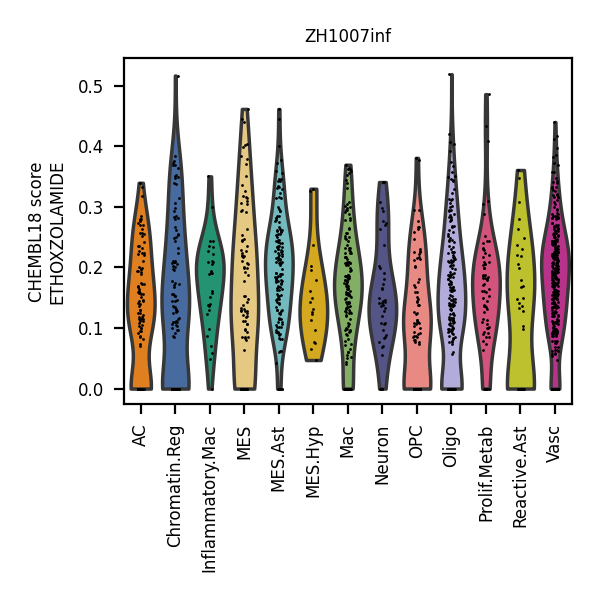 ZH1007inf
CHEMBL18 score
ETHOXZOLAMIDE
0.5
0.4
0.3
0.2
0.1
0.0
AC
Chromatin.Reg
Inflammatory.Mac
MES
MES.Ast
MES.Hyp
Mac
Neuron
OPC
Oligo
Prolif.Metab
Reactive.Ast
Vasc